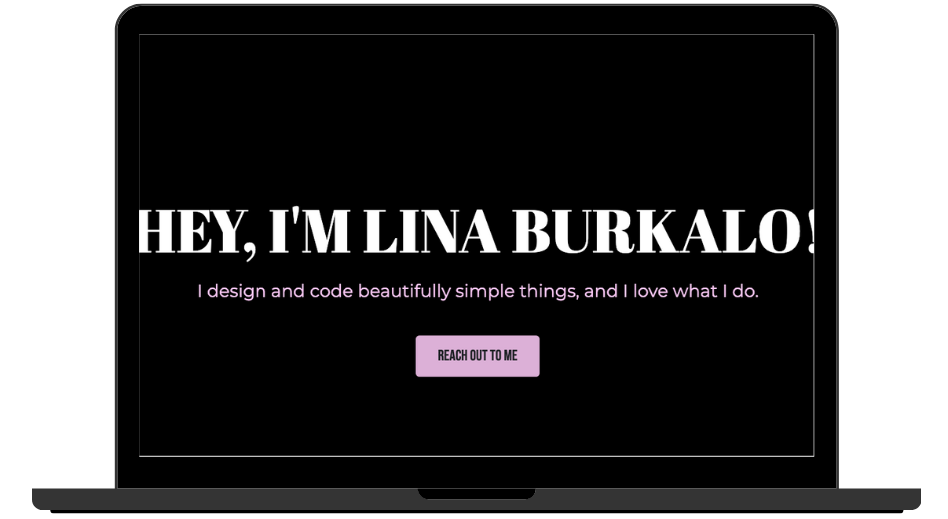 HEY, I'M LINA BURKALO!
I design and code beautifully simple things, and I love what I do.
REACH OUT TO ME